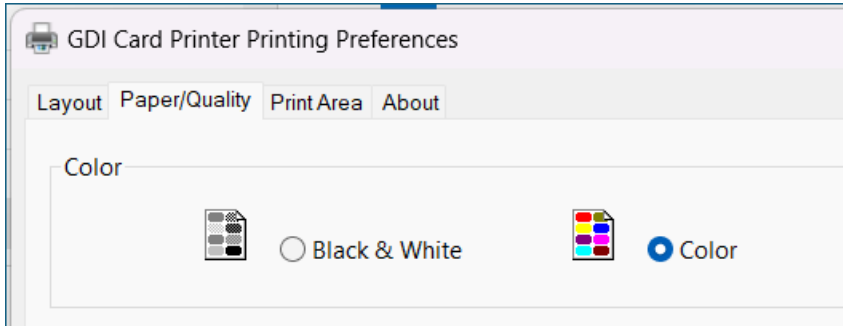 GDI Card Printer Printing Preferences
Layout Paper/Quality Print Area About
Color
Black & White Color